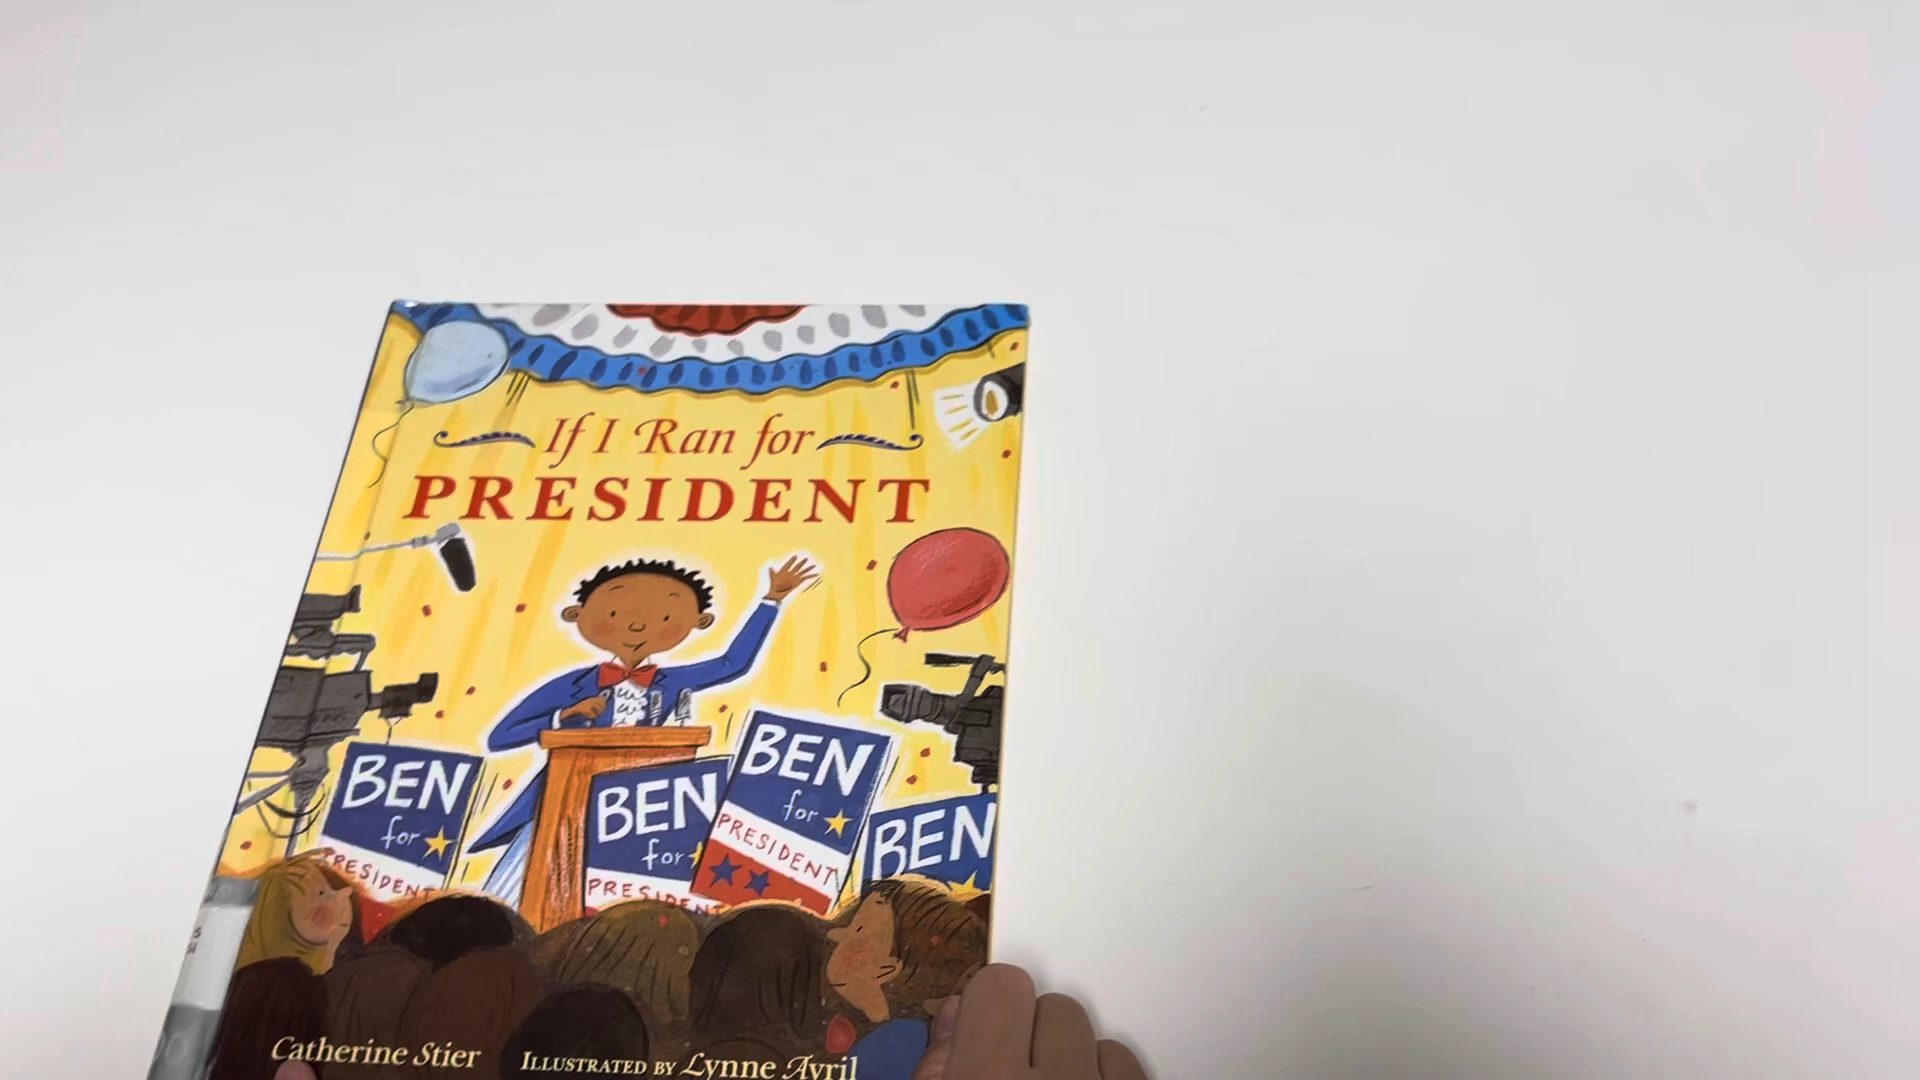 If I Ran for
PRESIDENT
BEN
for
PRESIDENT
BEN
for
PRESIDENT
BEN
for
PRESIDENT
BEN
Catherine Stier
ILLUSTRATED BY Lynne Avril